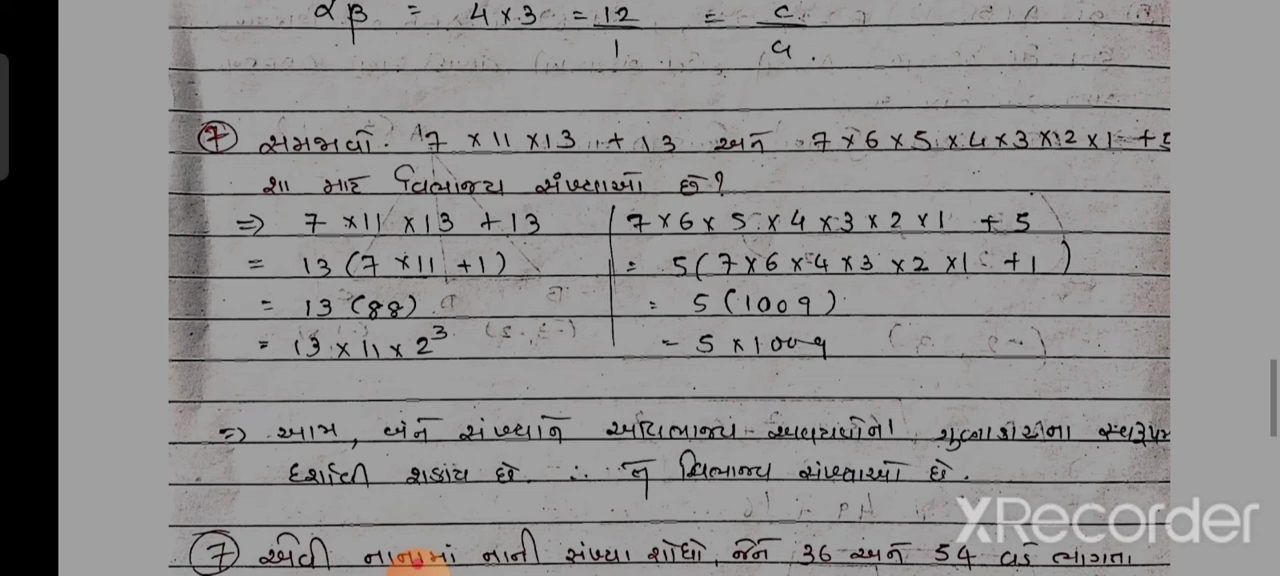 αβ = 4 × 3 = 12/1 = c/a.
⑦ સમજાવો. 7 × 11 × 13 + 13 અને 7 × 6 × 5 × 4 × 3 × 2 × 1 + 5
શા માટે વિભાજ્ય સંખ્યાઓ છે?
⇒ 7 × 11 × 13 + 13 | 7 × 6 × 5 × 4 × 3 × 2 × 1 + 5
= 13 (7 × 11 + 1) = 5 (7 × 6 × 4 × 3 × 2 × 1 + 1)
= 13 (88) = 5 (1009)
= 13 × 11 × 2³ = 5 × 1009
⇒ આમ, બંને સંખ્યાને અવિભાજ્ય અવયવોના ગુણાકારના સ્વરૂપે
દર્શાવી શકાય છે. ∴ તે વિભાજ્ય સંખ્યાઓ છે.
XRecorder
⑦ એવી નાનામાં નાની સંખ્યા શોધો, જેને 36 અને 54 વડે ભાગતા